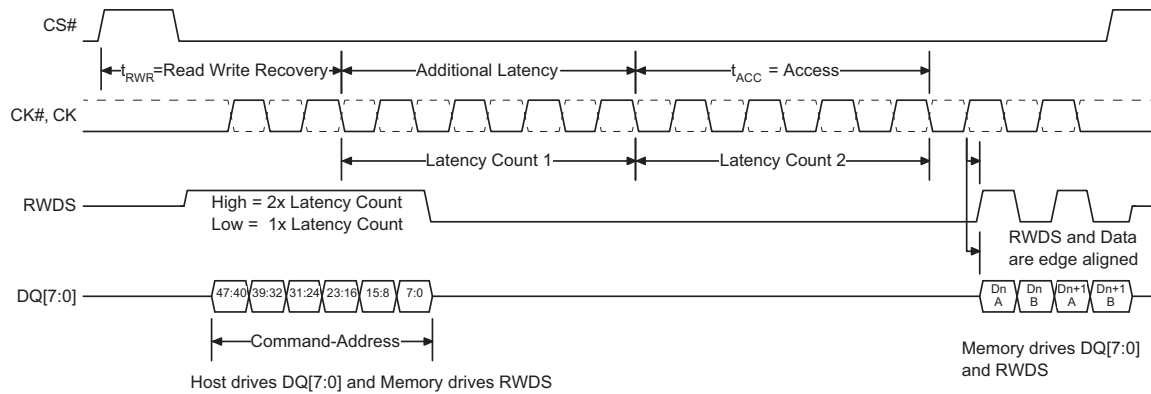 CS#
tRWR=Read Write Recovery
Additional Latency
tACC = Access
CK#, CK
Latency Count 1
Latency Count 2
RWDS
High = 2x Latency Count
Low = 1x Latency Count
RWDS and Data
are edge aligned
DQ[7:0]
47:40 39:32 31:24 23:16 15:8 7:0
Dn A
Dn B
Dn+1 A
Dn+1 B
Command-Address
Memory drives DQ[7:0]
and RWDS
Host drives DQ[7:0] and Memory drives RWDS